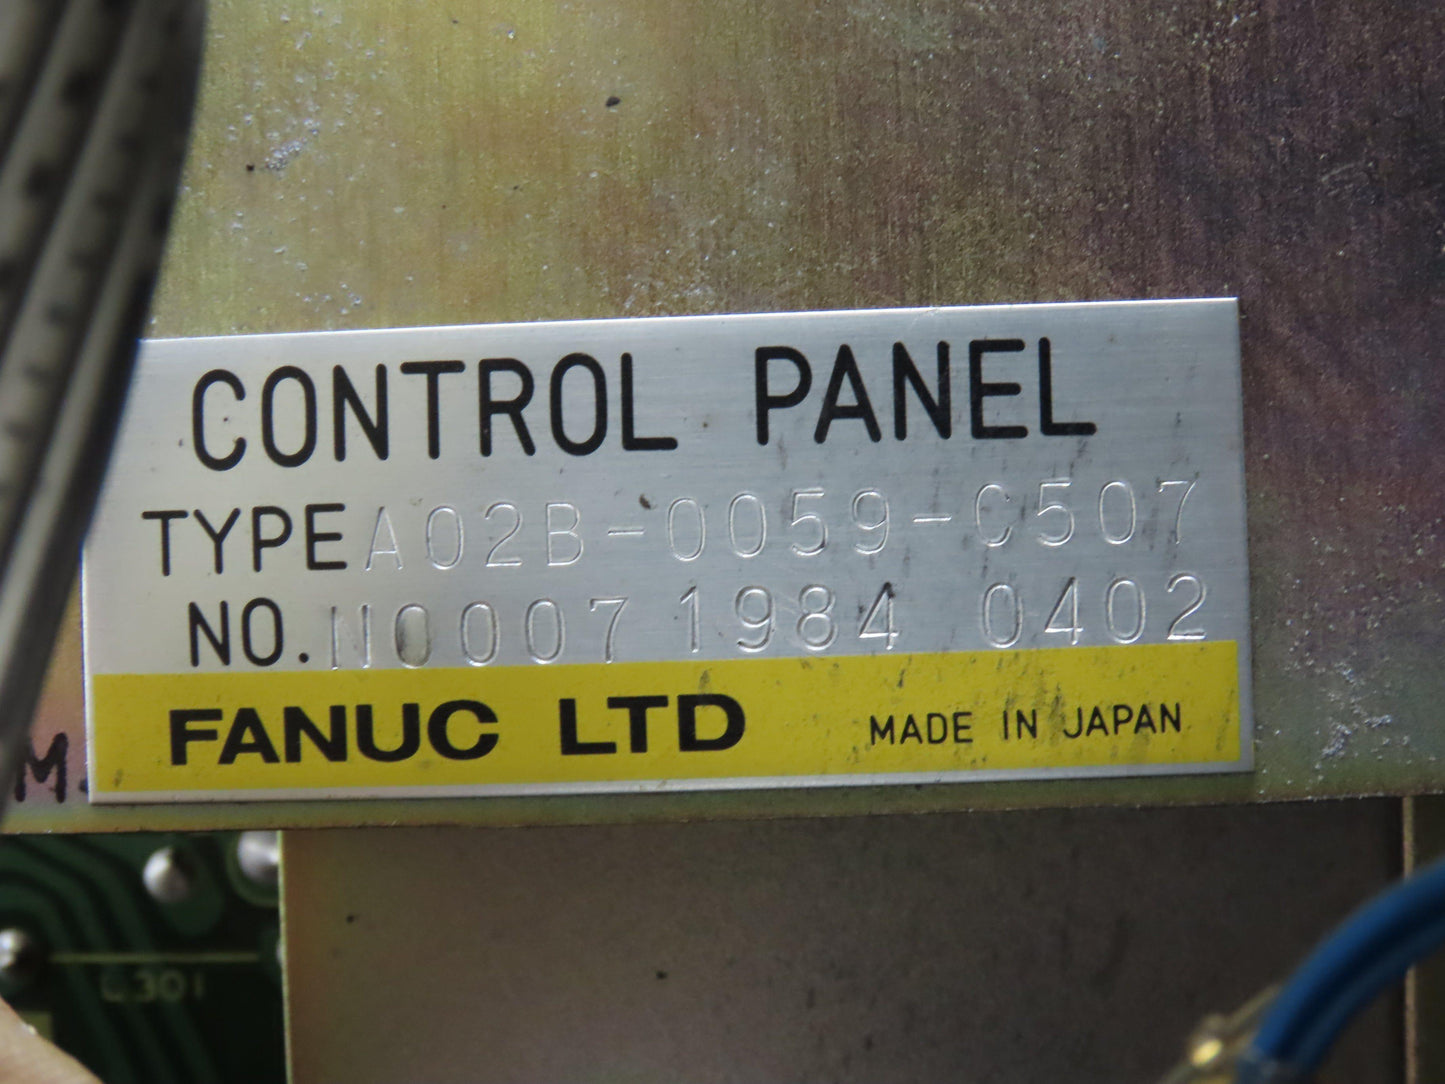 CONTROL PANEL
TYPE A02B-0059-C507
NO. N0007 1984 0402
FANUC LTD MADE IN JAPAN
M.